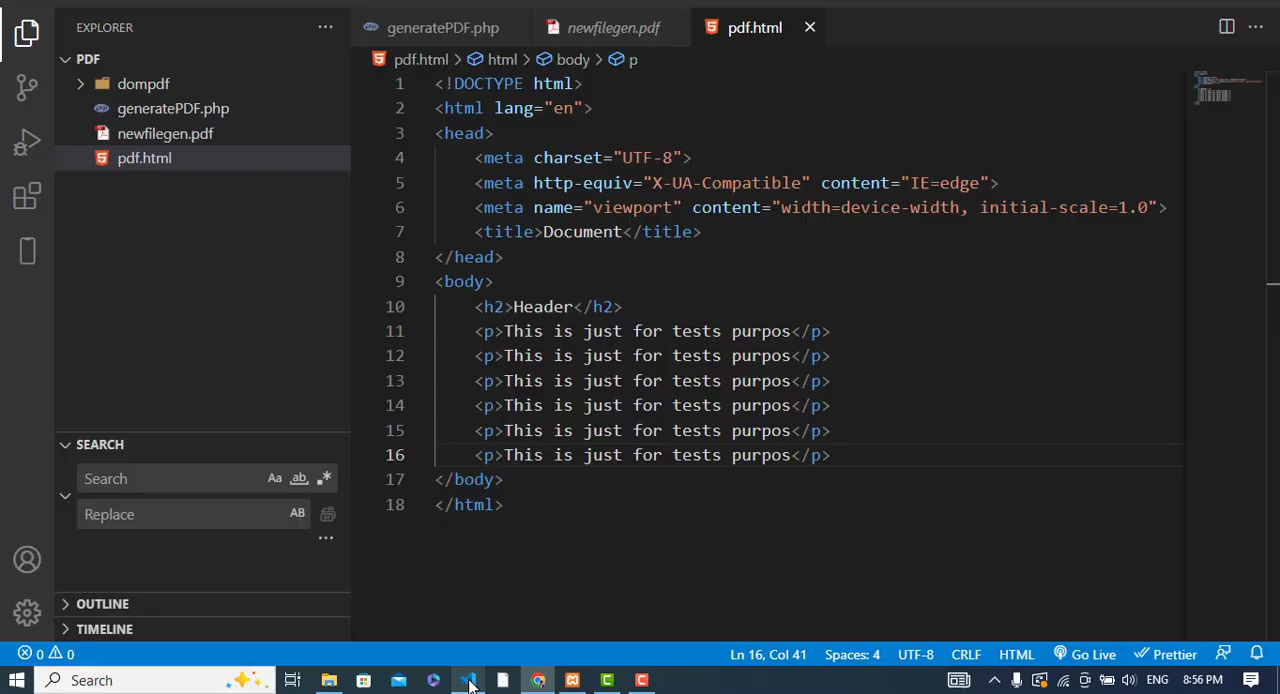 EXPLORER ···
PDF
dompdf
generatePDF.php
newfilegen.pdf
pdf.html
SEARCH
Search Aa ab .*
Replace AB
···
OUTLINE
TIMELINE
generatePDF.php newfilegen.pdf pdf.html
pdf.html > html > body > p
1 <!DOCTYPE html>
2 <html lang="en">
3 <head>
4 <meta charset="UTF-8">
5 <meta http-equiv="X-UA-Compatible" content="IE=edge">
6 <meta name="viewport" content="width=device-width, initial-scale=1.0">
7 <title>Document</title>
8 </head>
9 <body>
10 <h2>Header</h2>
11 <p>This is just for tests purpos</p>
12 <p>This is just for tests purpos</p>
13 <p>This is just for tests purpos</p>
14 <p>This is just for tests purpos</p>
15 <p>This is just for tests purpos</p>
16 <p>This is just for tests purpos</p>
17 </body>
18 </html>
0 0 Ln 16, Col 41 Spaces: 4 UTF-8 CRLF HTML Go Live Prettier
Search ENG 8:56 PM